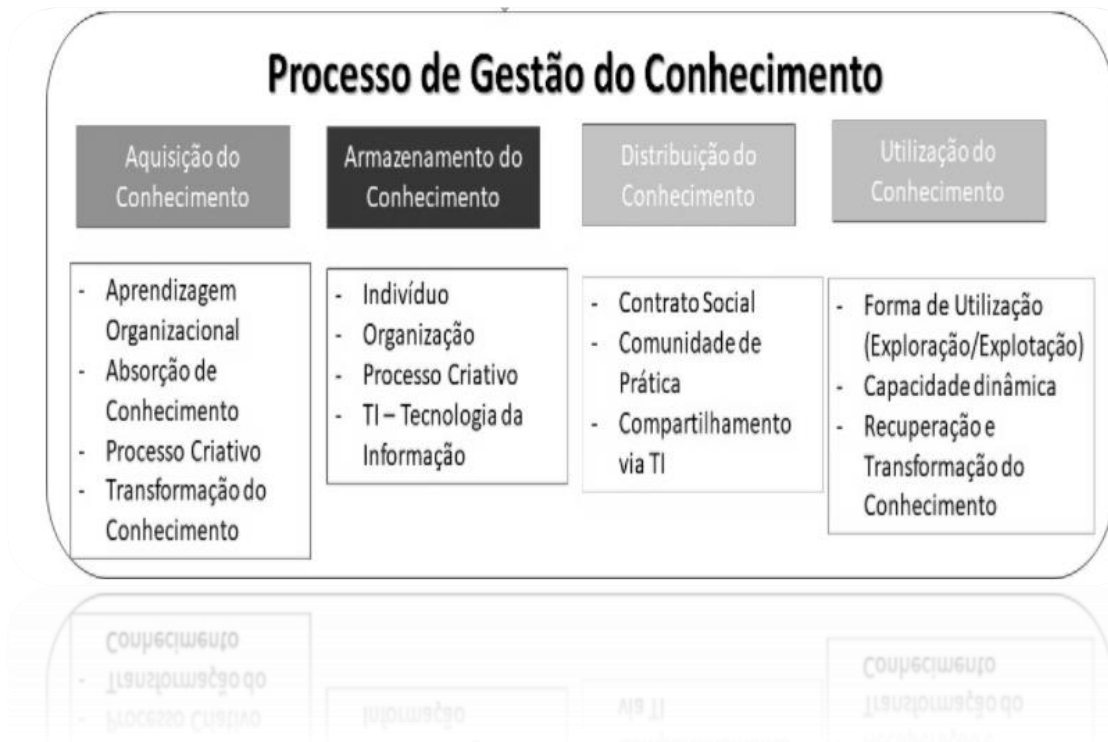 Processo de Gestão do Conhecimento
Aquisição do
Conhecimento
Armazenamento do
Conhecimento
Distribuição do
Conhecimento
Utilização do
Conhecimento
- Aprendizagem
Organizacional
- Absorção de
Conhecimento
- Processo Criativo
- Transformação do
Conhecimento
- Indivíduo
- Organização
- Processo Criativo
- TI – Tecnologia da
Informação
- Contrato Social
- Comunidade de
Prática
- Compartilhamento
via TI
- Forma de Utilização
(Exploração/Explotação)
- Capacidade dinâmica
- Recuperação e
Transformação do
Conhecimento